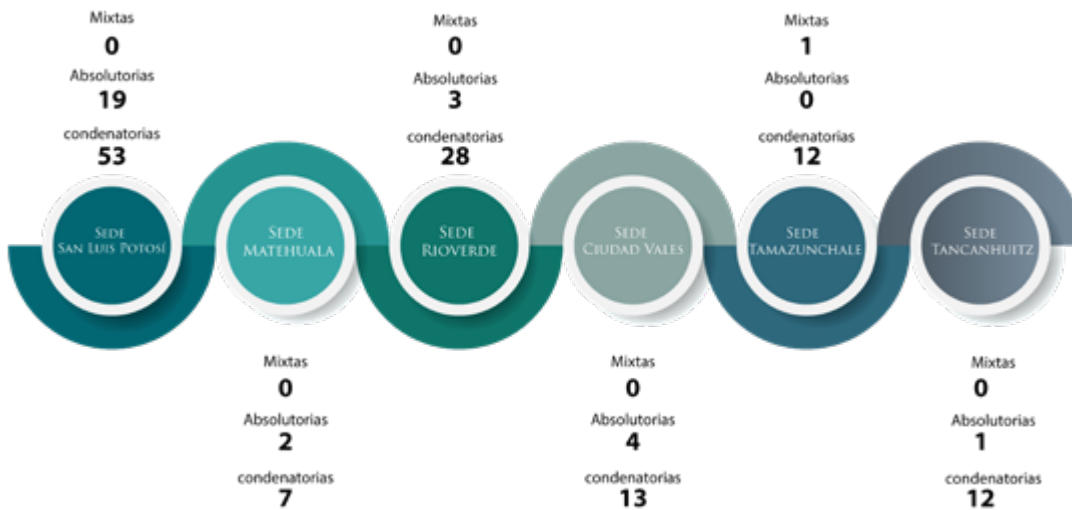 Mixtas
0
Absolutorias
19
condenatorias
53
Mixtas
0
Absolutorias
3
condenatorias
28
Mixtas
1
Absolutorias
0
condenatorias
12
Sede
San Luis Potosí
Sede
Matehuala
Sede
Rioverde
Sede
Ciudad Vales
Sede
Tamazunchale
Sede
Tancanhuitz
Mixtas
0
Absolutorias
2
condenatorias
7
Mixtas
0
Absolutorias
4
condenatorias
13
Mixtas
0
Absolutorias
1
condenatorias
12